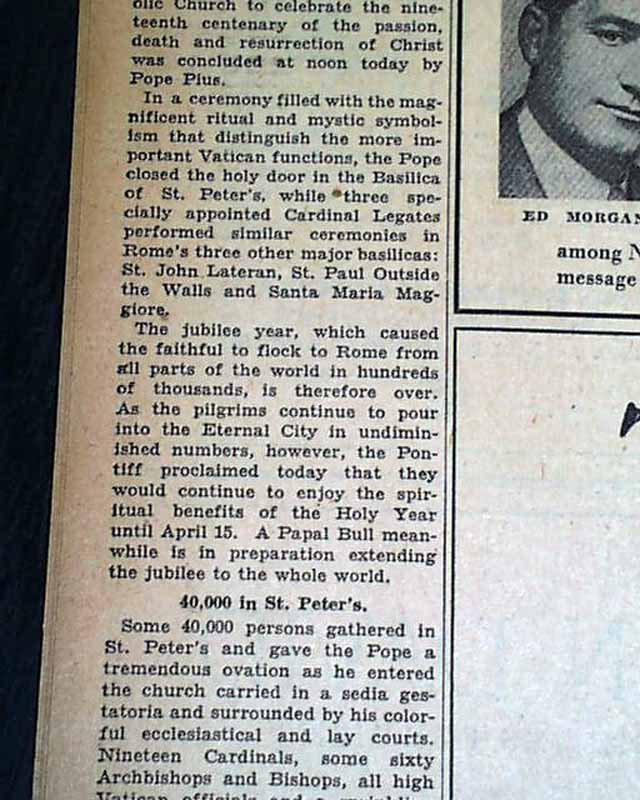 olic Church to celebrate the nine-
teenth centenary of the passion,
death and resurrection of Christ
was concluded at noon today by
Pope Pius.
In a ceremony filled with the mag-
nificent ritual and mystic symbol-
ism that distinguish the more im-
portant Vatican functions, the Pope
closed the holy door in the Basilica
of St. Peter's, while three spe-
cially appointed Cardinal Legates
performed similar ceremonies in
Rome's three other major basilicas:
St. John Lateran, St. Paul Outside
the Walls and Santa Maria Mag-
giore.
The jubilee year, which caused
the faithful to flock to Rome from
all parts of the world in hundreds
of thousands, is therefore over.
As the pilgrims continue to pour
into the Eternal City in undimin-
ished numbers, however, the Pon-
tiff proclaimed today that they
would continue to enjoy the spir-
itual benefits of the Holy Year
until April 15. A Papal Bull mean-
while is in preparation extending
the jubilee to the whole world.
40,000 in St. Peter's.
Some 40,000 persons gathered in
St. Peter's and gave the Pope a
tremendous ovation as he entered
the church carried in a sedia ges-
tatoria and surrounded by his color-
ful ecclesiastical and lay courts.
Nineteen Cardinals, some sixty
Archbishops and Bishops, all high
Vatican officials and a
ED MORGAN
among N
message